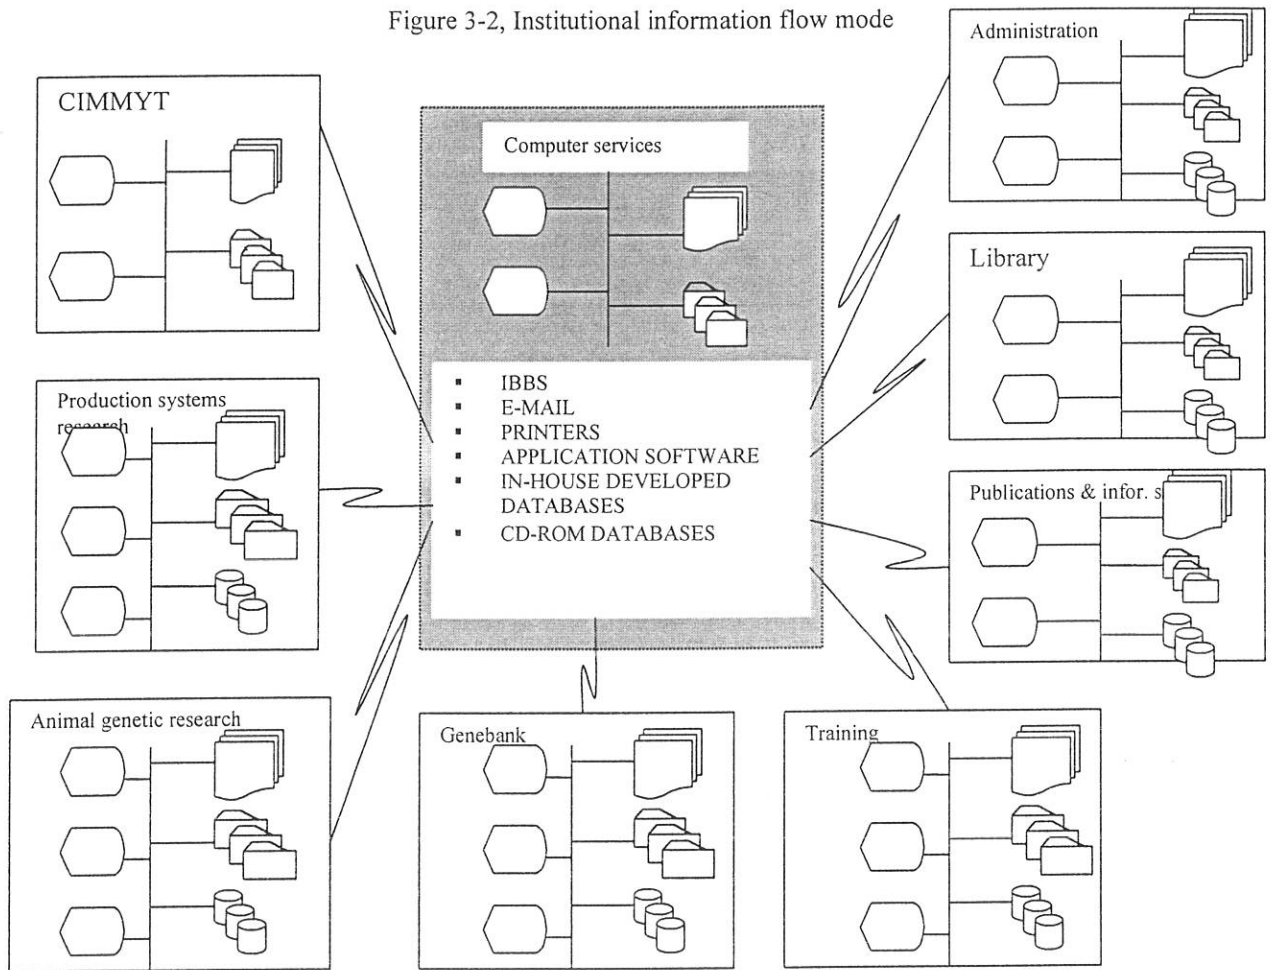 Figure 3-2, Institutional information flow mode
CIMMYT
Computer services
Administration
Library
Production systems
research
▪ IBBS
▪ E-MAIL
▪ PRINTERS
▪ APPLICATION SOFTWARE
▪ IN-HOUSE DEVELOPED
DATABASES
▪ CD-ROM DATABASES
Publications & infor. s
Animal genetic research
Genebank
Training